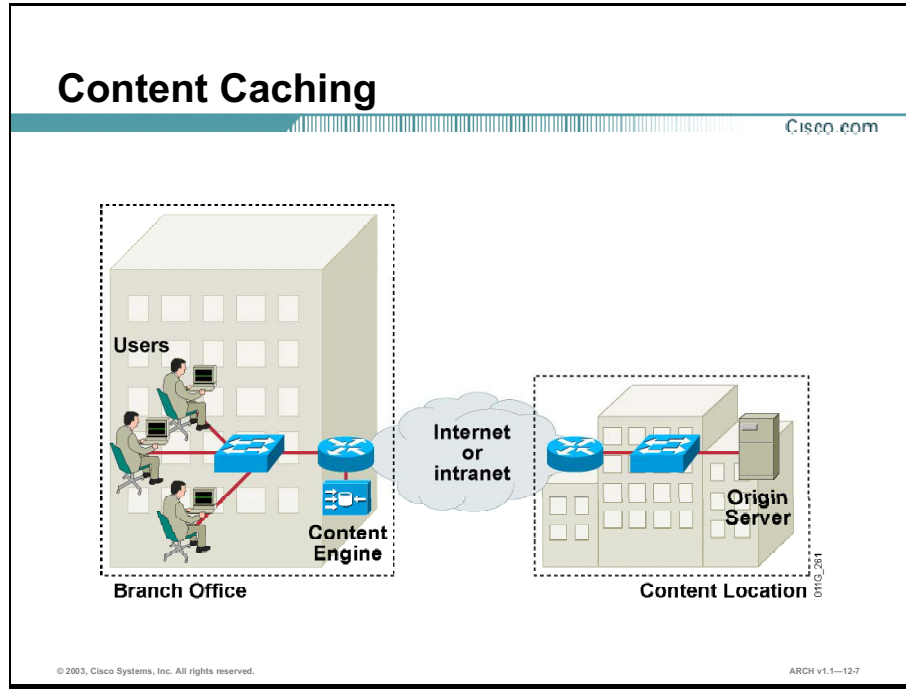 Content Caching
Cisco.com
Users
Internet
or
intranet
Content
Engine
Origin
Server
Branch Office
Content Location
011G_261
© 2003, Cisco Systems, Inc. All rights reserved.
ARCH v1.1—12-7